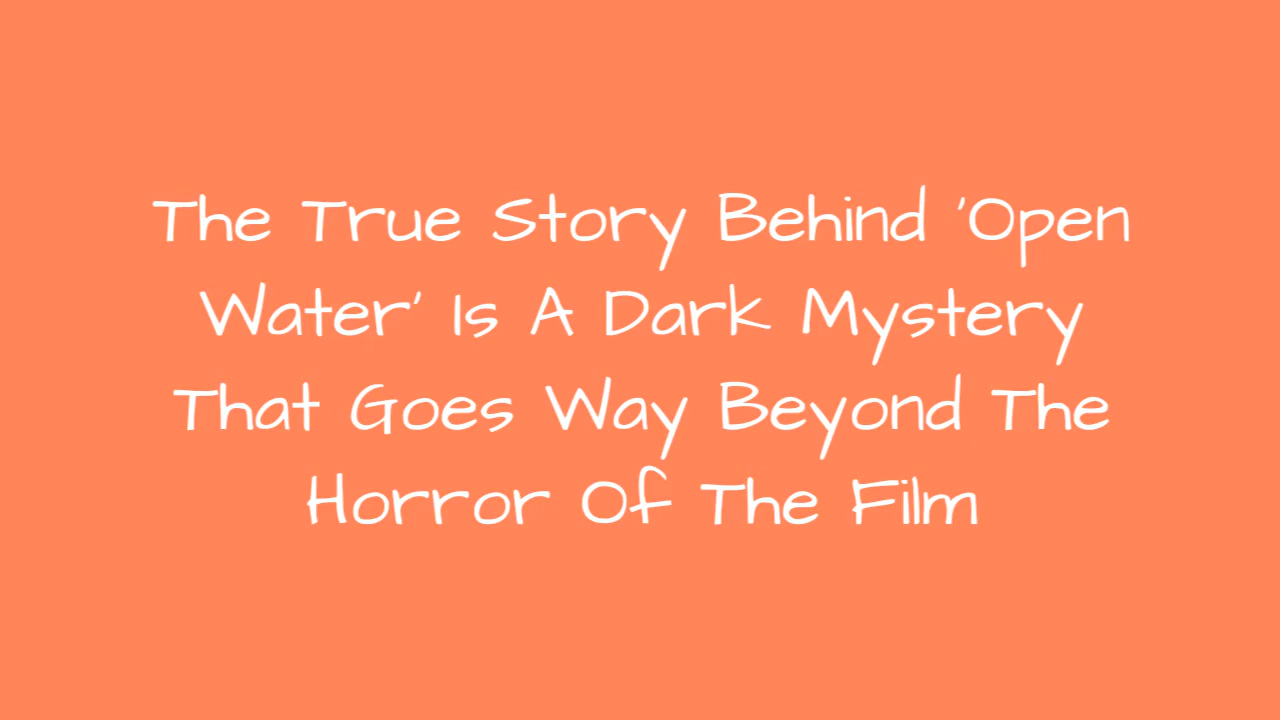 The True Story Behind 'Open
Water' Is A Dark Mystery
That Goes Way Beyond The
Horror Of The Film